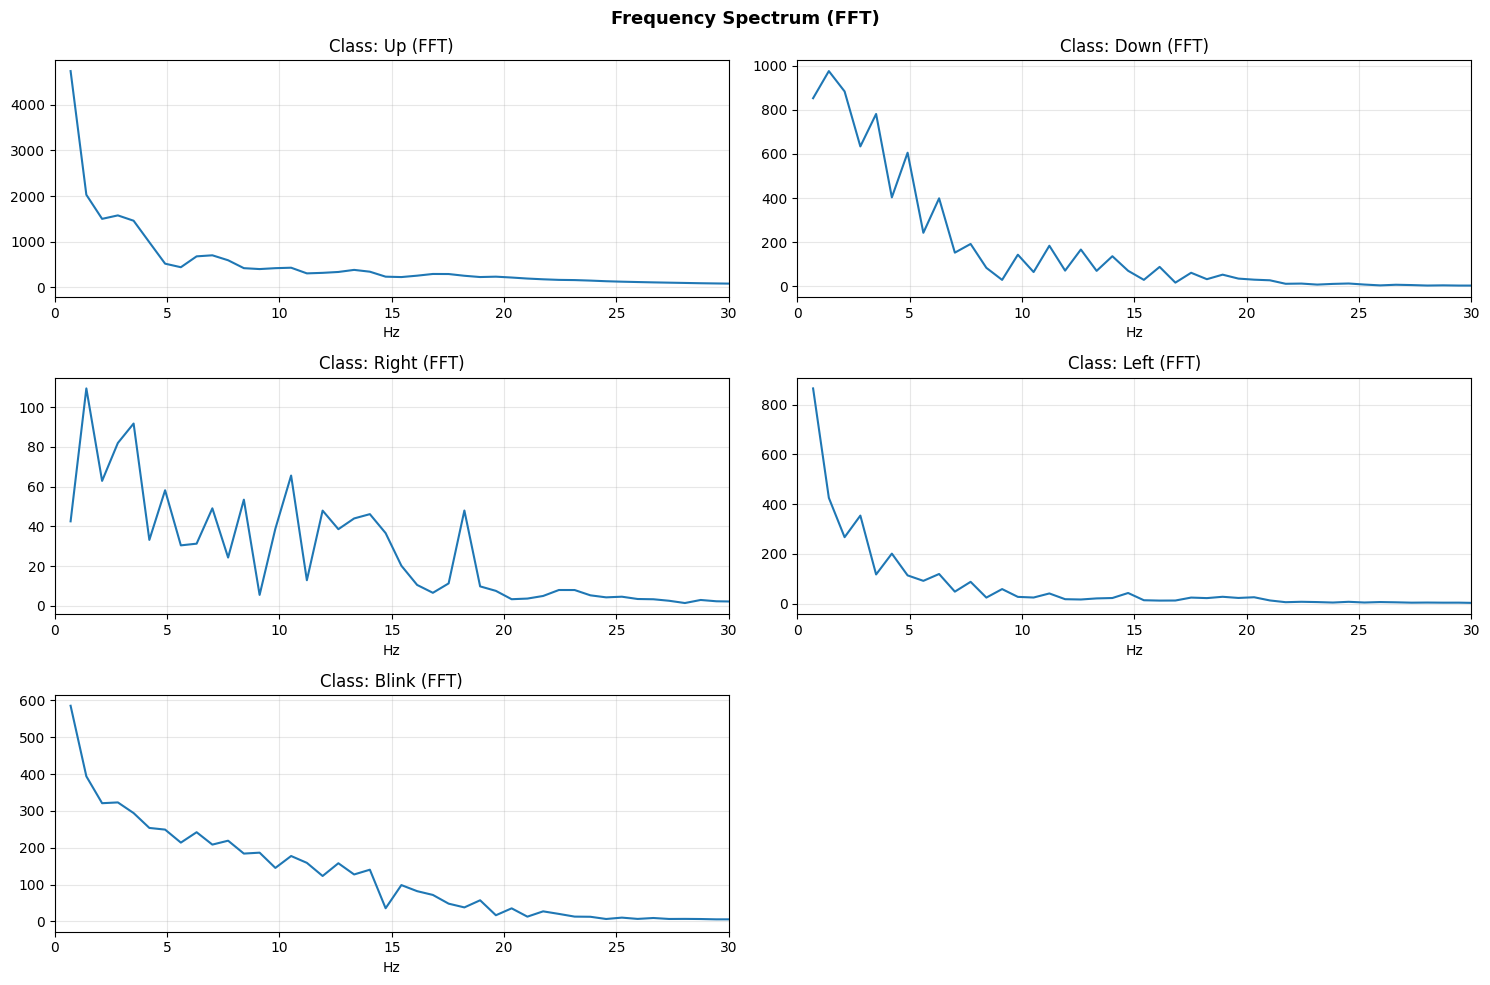 Frequency Spectrum (FFT)
Class: Up (FFT)
4000
3000
2000
1000
0
0 5 10 15 20 25 30
Hz
Class: Down (FFT)
1000
800
600
400
200
0
0 5 10 15 20 25 30
Hz
Class: Right (FFT)
100
80
60
40
20
0
0 5 10 15 20 25 30
Hz
Class: Left (FFT)
800
600
400
200
0
0 5 10 15 20 25 30
Hz
Class: Blink (FFT)
600
500
400
300
200
100
0
0 5 10 15 20 25 30
Hz